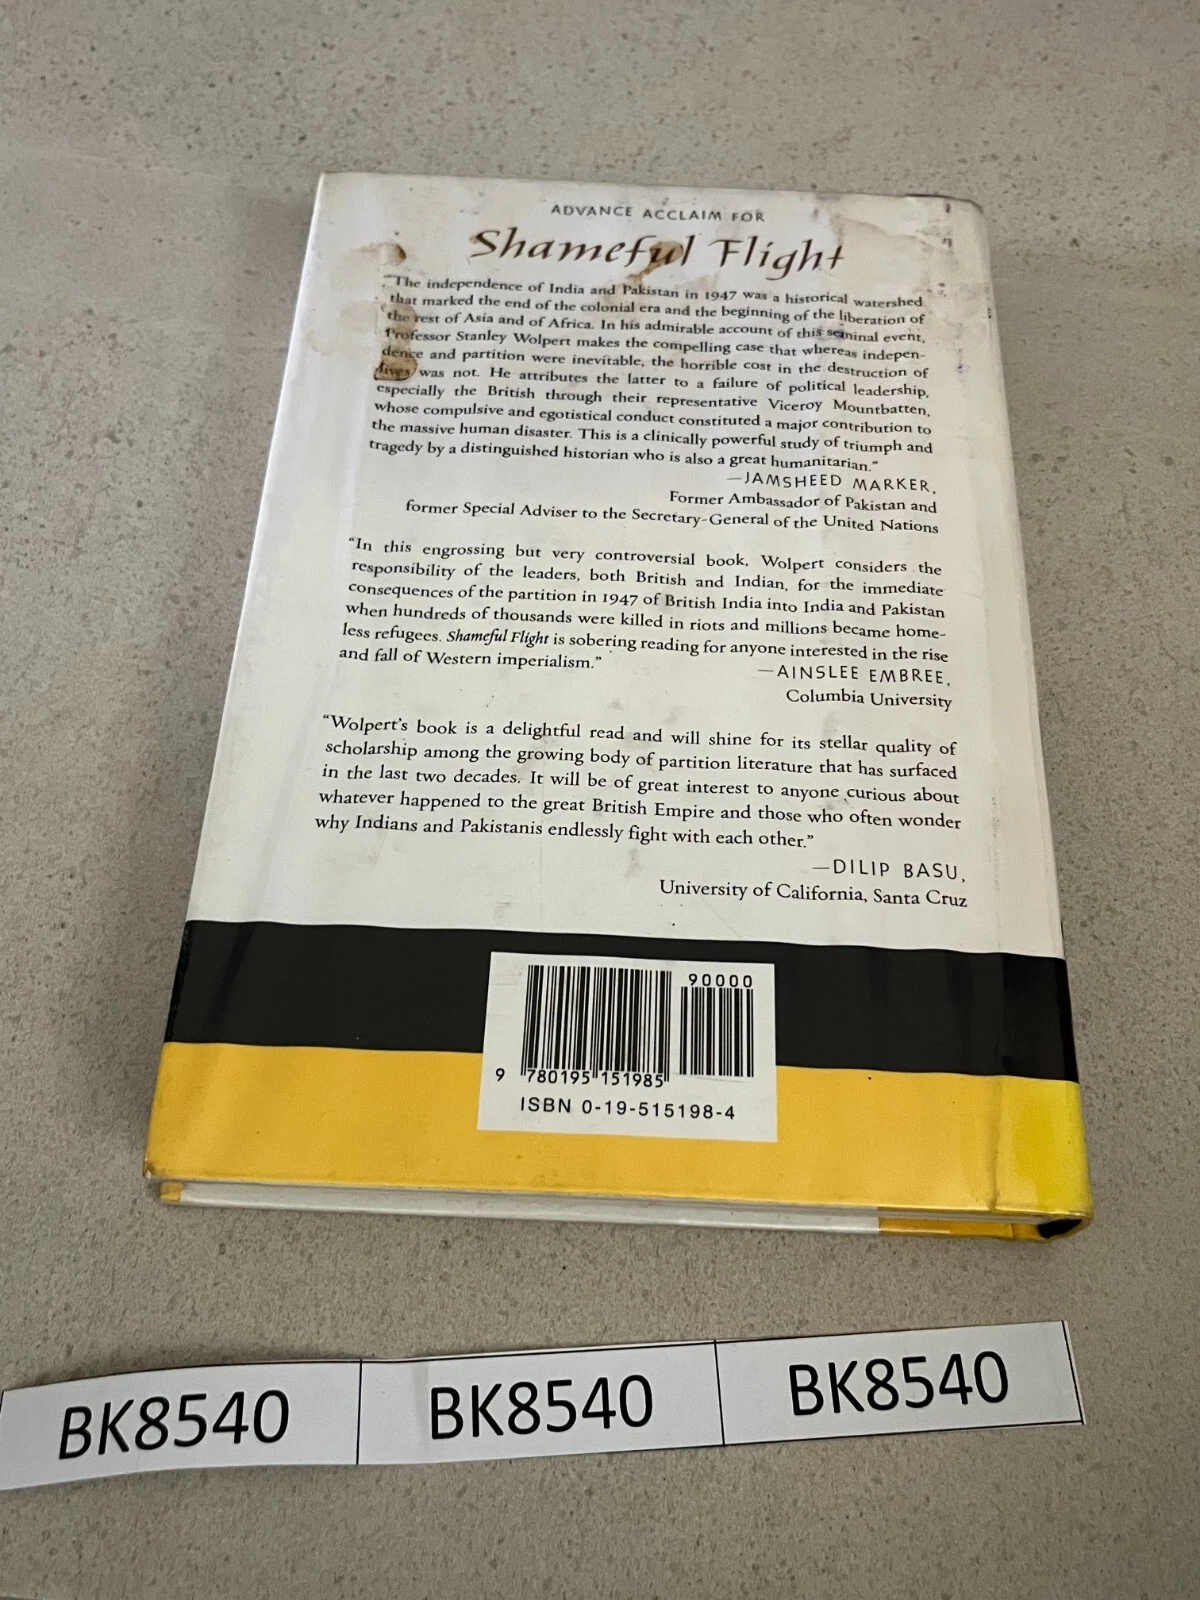 ADVANCE ACCLAIM FOR
Shameful Flight
"The independence of India and Pakistan in 1947 was a historical watershed
that marked the end of the colonial era and the beginning of the liberation of
the rest of Asia and of Africa. In his admirable account of this seminal event,
Professor Stanley Wolpert makes the compelling case that whereas indepen-
dence and partition were inevitable, the horrible cost in the destruction of
lives was not. He attributes the latter to a failure of political leadership,
especially the British through their representative Viceroy Mountbatten,
whose compulsive and egotistical conduct constituted a major contribution to
the massive human disaster. This is a clinically powerful study of triumph and
tragedy by a distinguished historian who is also a great humanitarian."
—JAMSHEED MARKER,
Former Ambassador of Pakistan and
former Special Adviser to the Secretary-General of the United Nations
"In this engrossing but very controversial book, Wolpert considers the
responsibility of the leaders, both British and Indian, for the immediate
consequences of the partition in 1947 of British India into India and Pakistan
when hundreds of thousands were killed in riots and millions became home-
less refugees. Shameful Flight is sobering reading for anyone interested in the rise
and fall of Western imperialism."
—AINSLEE EMBREE,
Columbia University
"Wolpert's book is a delightful read and will shine for its stellar quality of
scholarship among the growing body of partition literature that has surfaced
in the last two decades. It will be of great interest to anyone curious about
whatever happened to the great British Empire and those who often wonder
why Indians and Pakistanis endlessly fight with each other."
—DILIP BASU,
University of California, Santa Cruz
90000
9 780195 151985
ISBN 0-19-515198-4
BK8540 BK8540 BK8540